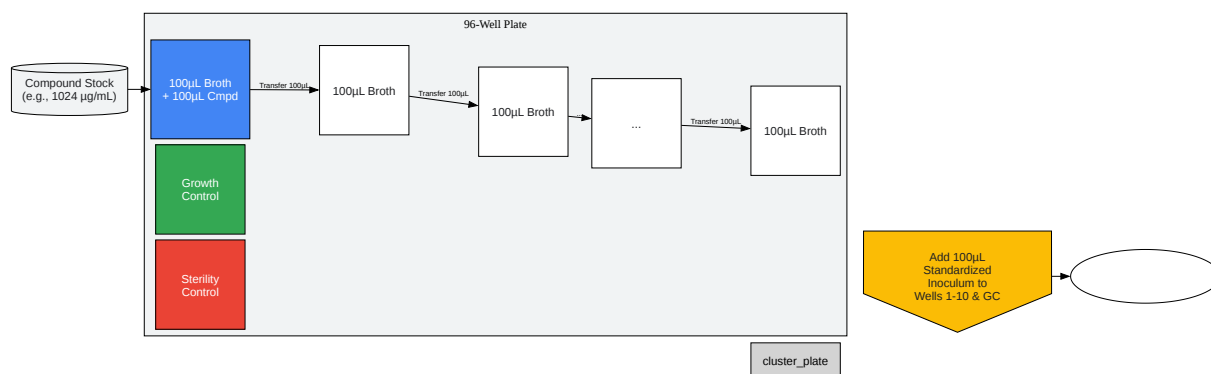 96-Well Plate
Compound Stock
(e.g., 1024 µg/mL)
100µL Broth
+ 100µL Cmpd
Transfer 100µL
100µL Broth
Transfer 100µL
100µL Broth
...
...
Transfer 100µL
100µL Broth
Growth
Control
Sterility
Control
Add 100µL
Standardized
Inoculum to
Wells 1-10 & GC
cluster_plate